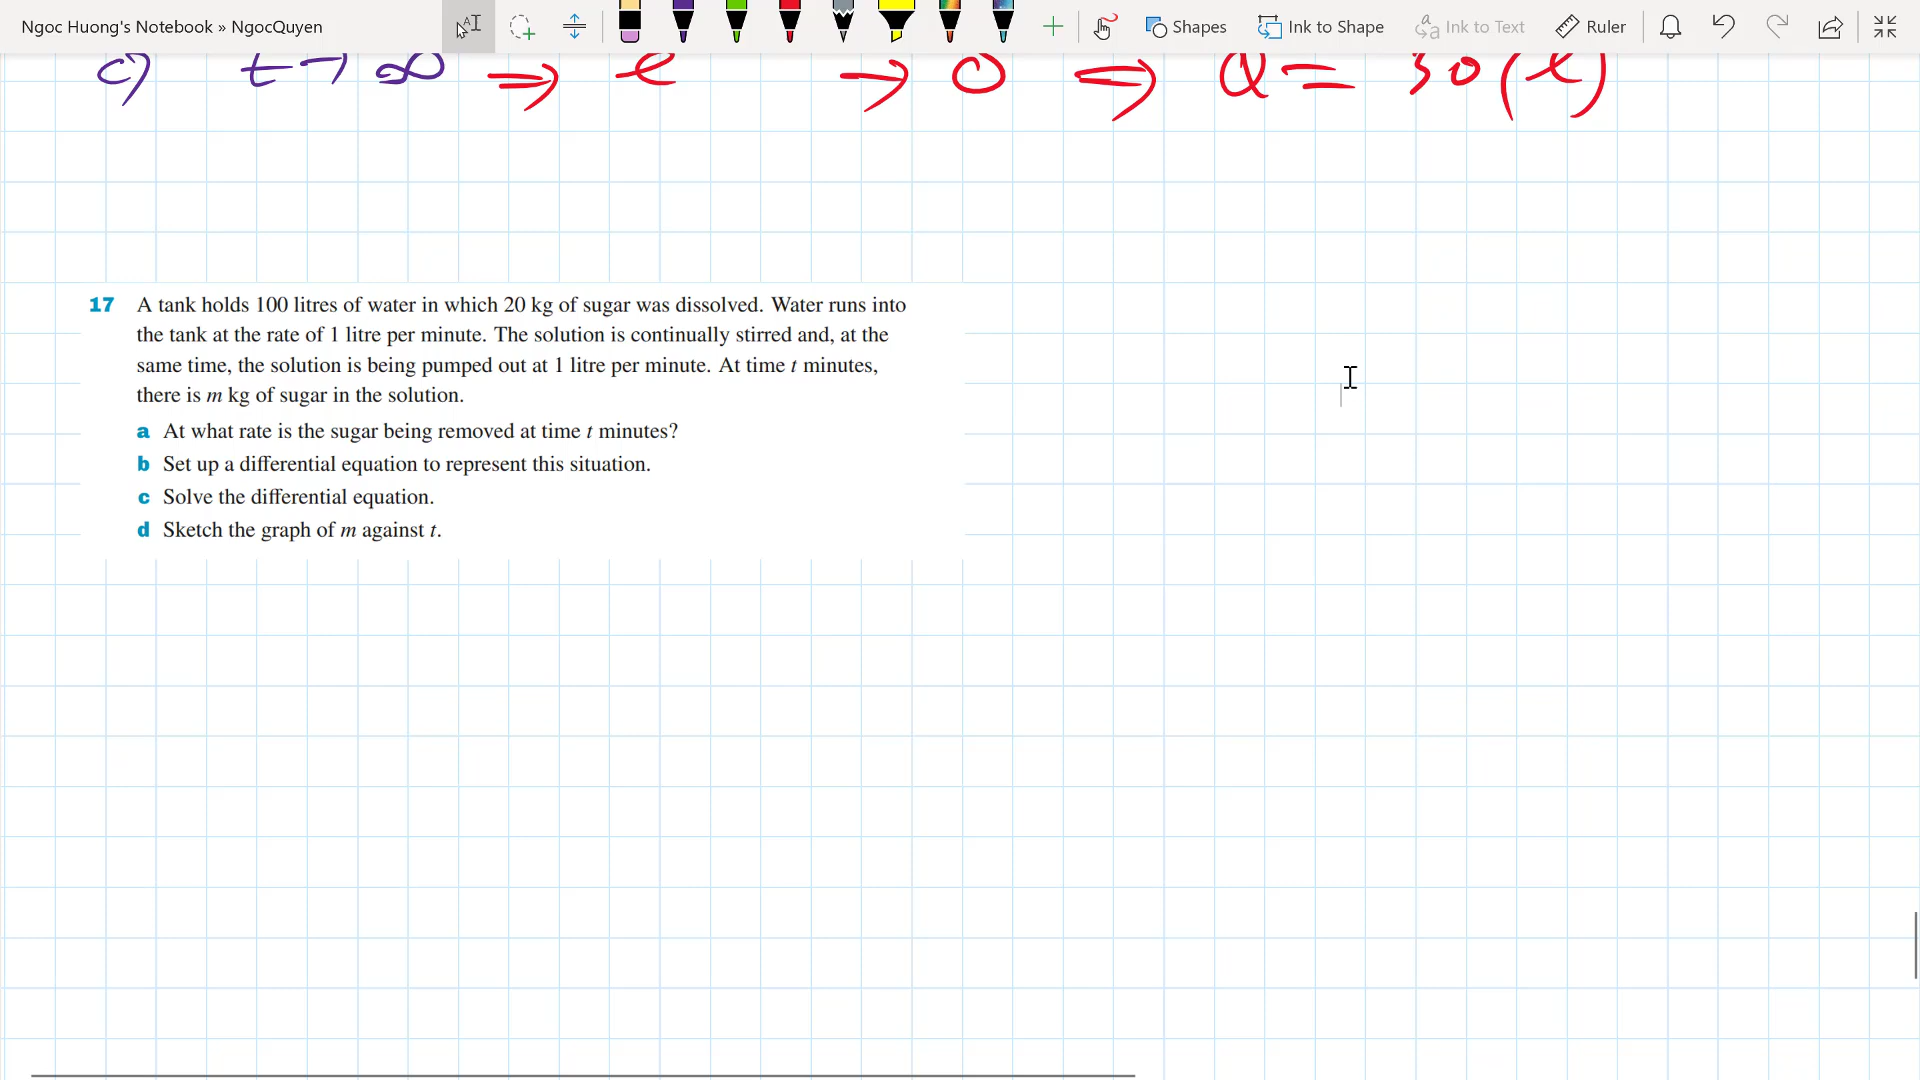 Ngoc Huong's Notebook » NgocQuyen
Shapes
Ink to Shape
Ink to Text
Ruler
c) t → ∞ ⇒ e → 0 ⇒ Q = 30 (l)
17 A tank holds 100 litres of water in which 20 kg of sugar was dissolved. Water runs into
the tank at the rate of 1 litre per minute. The solution is continually stirred and, at the
same time, the solution is being pumped out at 1 litre per minute. At time t minutes,
there is m kg of sugar in the solution.
a At what rate is the sugar being removed at time t minutes?
b Set up a differential equation to represent this situation.
c Solve the differential equation.
d Sketch the graph of m against t.